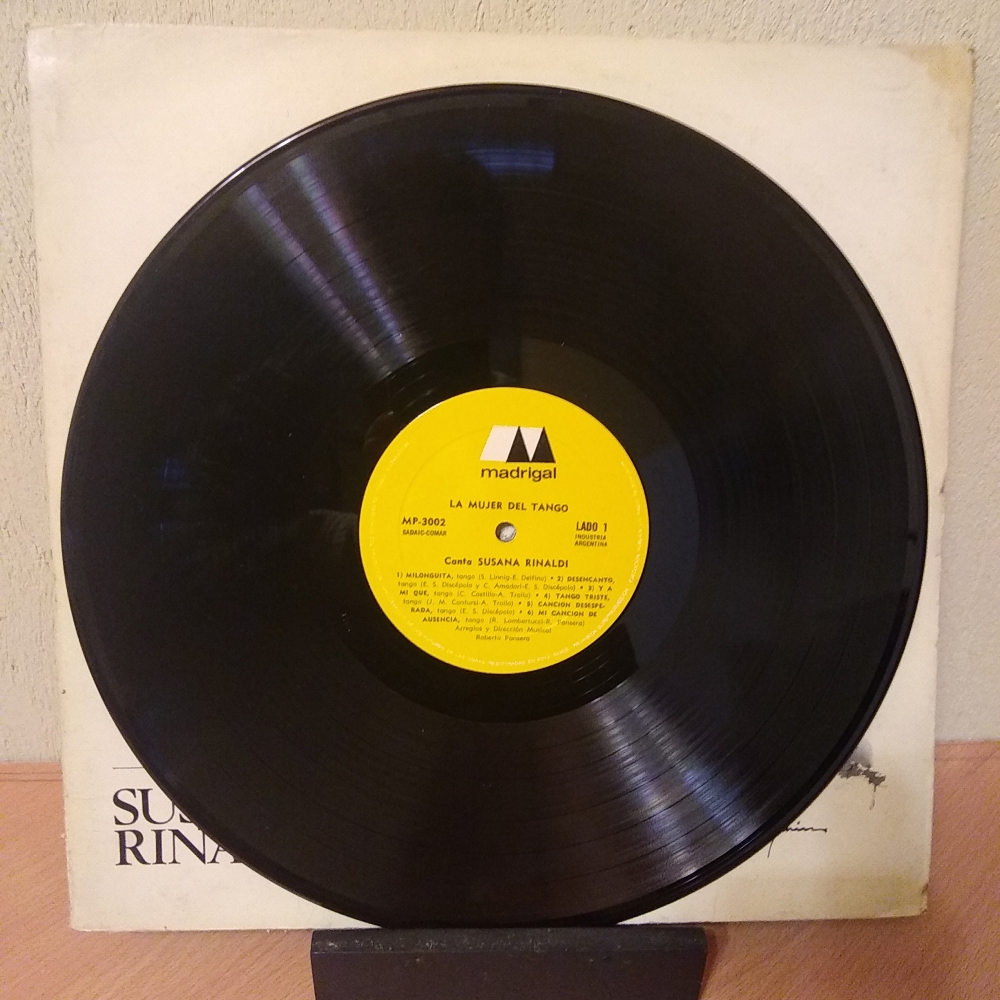 madrigal
LA MUJER DEL TANGO
MP-3002
SADAIC-COMAR
LADO 1
INDUSTRIA
ARGENTINA
Canta SUSANA RINALDI
1) MILONGUITA, tango (S. Linnig-E. Delfino) • 2) DESENCANTO,
tango (E. S. Discépolo y C. Amadori-E. S. Discépolo) • 3) Y A
MI QUE, tango (C. Castillo-A. Troilo) • 4) TANGO TRISTE,
tango (J. M. Contursi-A. Troilo) • 5) CANCION DESESPE-
RADA, tango (E. S. Discépolo) • 6) MI CANCION DE
AUSENCIA, tango (R. Lambertucci-R. Pansera)
Arreglos y Dirección Musical
Roberto Pansera
SUS
RINA